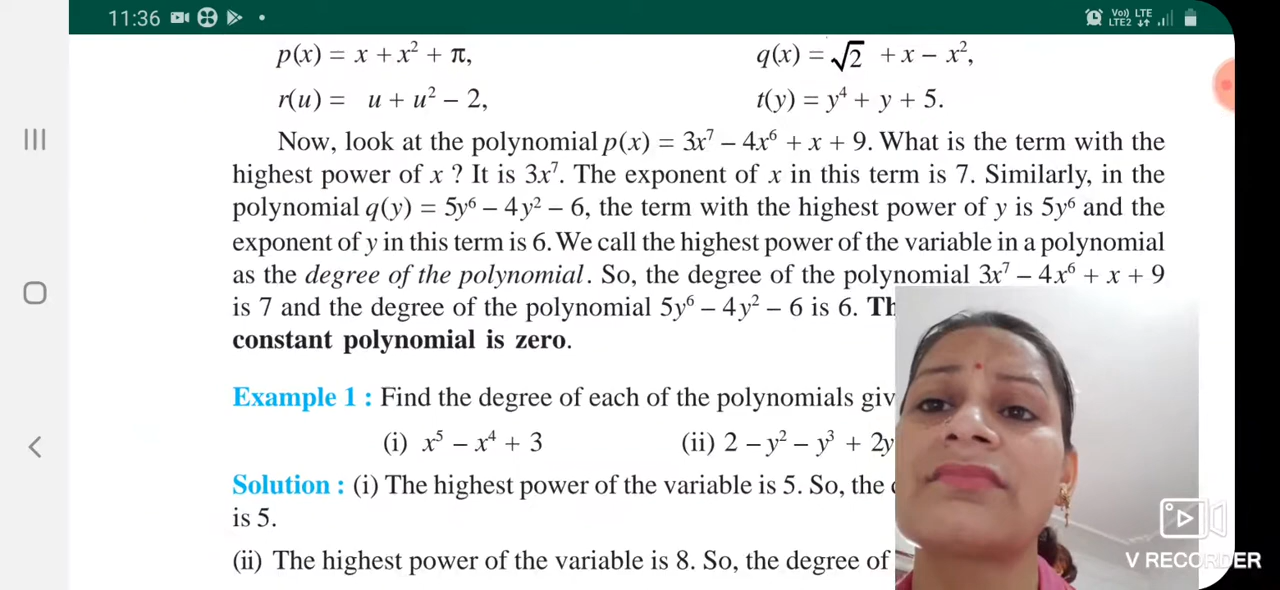 11:36
Vo)) LTE
LTE2
p(x) = x + x² + π, q(x) = √2 + x – x²,
r(u) = u + u² – 2, t(y) = y⁴ + y + 5.
Now, look at the polynomial p(x) = 3x⁷ – 4x⁶ + x + 9. What is the term with the
highest power of x ? It is 3x⁷. The exponent of x in this term is 7. Similarly, in the
polynomial q(y) = 5y⁶ – 4y² – 6, the term with the highest power of y is 5y⁶ and the
exponent of y in this term is 6. We call the highest power of the variable in a polynomial
as the degree of the polynomial. So, the degree of the polynomial 3x⁷ – 4x⁶ + x + 9
is 7 and the degree of the polynomial 5y⁶ – 4y² – 6 is 6.
constant polynomial is zero.
Example 1 : Find the degree of each of the polynomials
(i) x⁵ – x⁴ + 3 (ii) 2 – y² – y³ + 2y
Solution : (i) The highest power of the variable is 5. So, the
is 5.
(ii) The highest power of the variable is 8. So, the degree of
V RECORDER